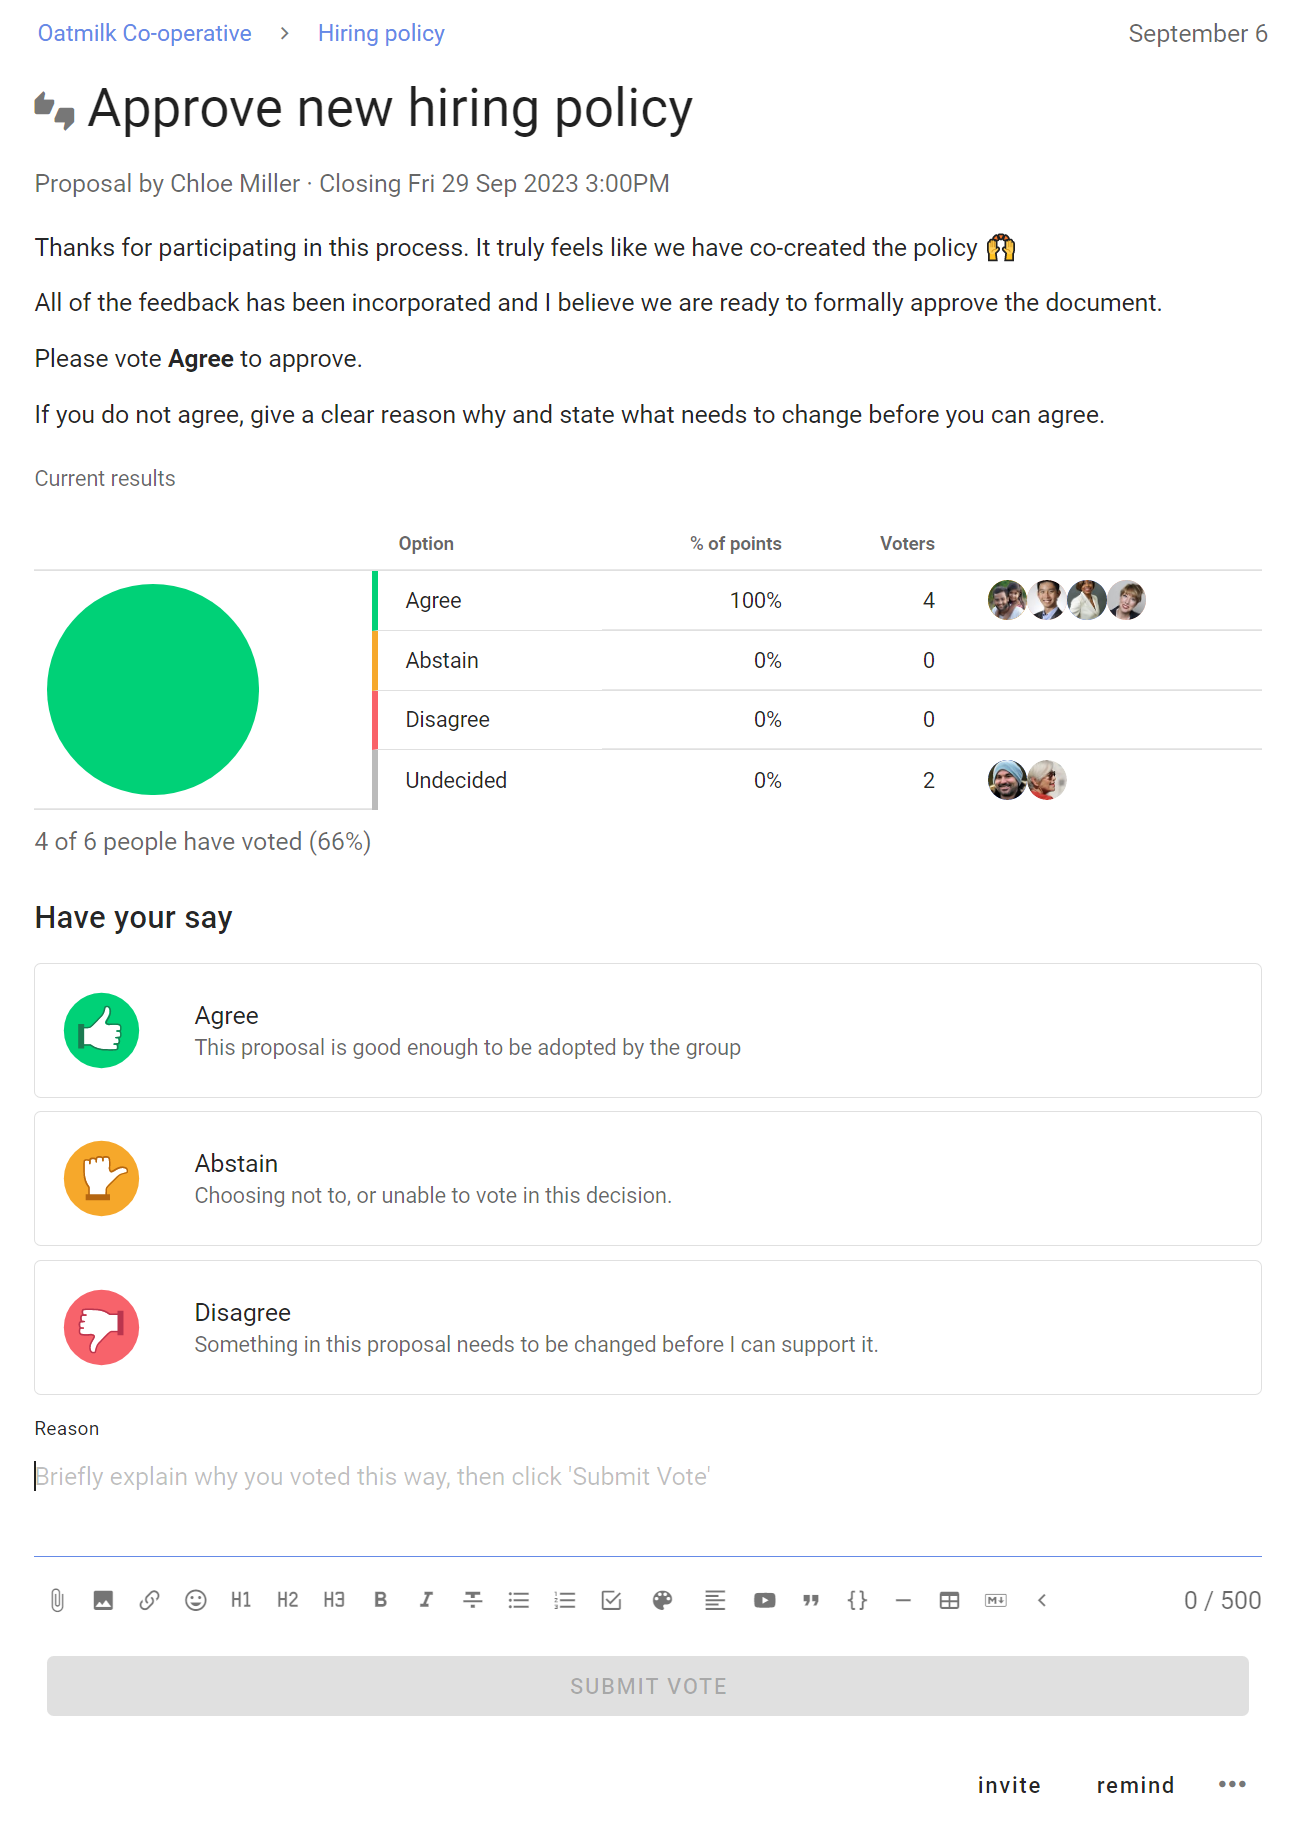 Oatmilk Co-operative > Hiring policy September 6
Approve new hiring policy
Proposal by Chloe Miller · Closing Fri 29 Sep 2023 3:00PM
Thanks for participating in this process. It truly feels like we have co-created the policy 🙌
All of the feedback has been incorporated and I believe we are ready to formally approve the document.
Please vote Agree to approve.
If you do not agree, give a clear reason why and state what needs to change before you can agree.
Current results
Option % of points Voters
Agree 100% 4
Abstain 0% 0
Disagree 0% 0
Undecided 0% 2
4 of 6 people have voted (66%)
Have your say
Agree
This proposal is good enough to be adopted by the group
Abstain
Choosing not to, or unable to vote in this decision.
Disagree
Something in this proposal needs to be changed before I can support it.
Reason
Briefly explain why you voted this way, then click 'Submit Vote'
H1 H2 H3 B I 0 / 500
SUBMIT VOTE
invite remind